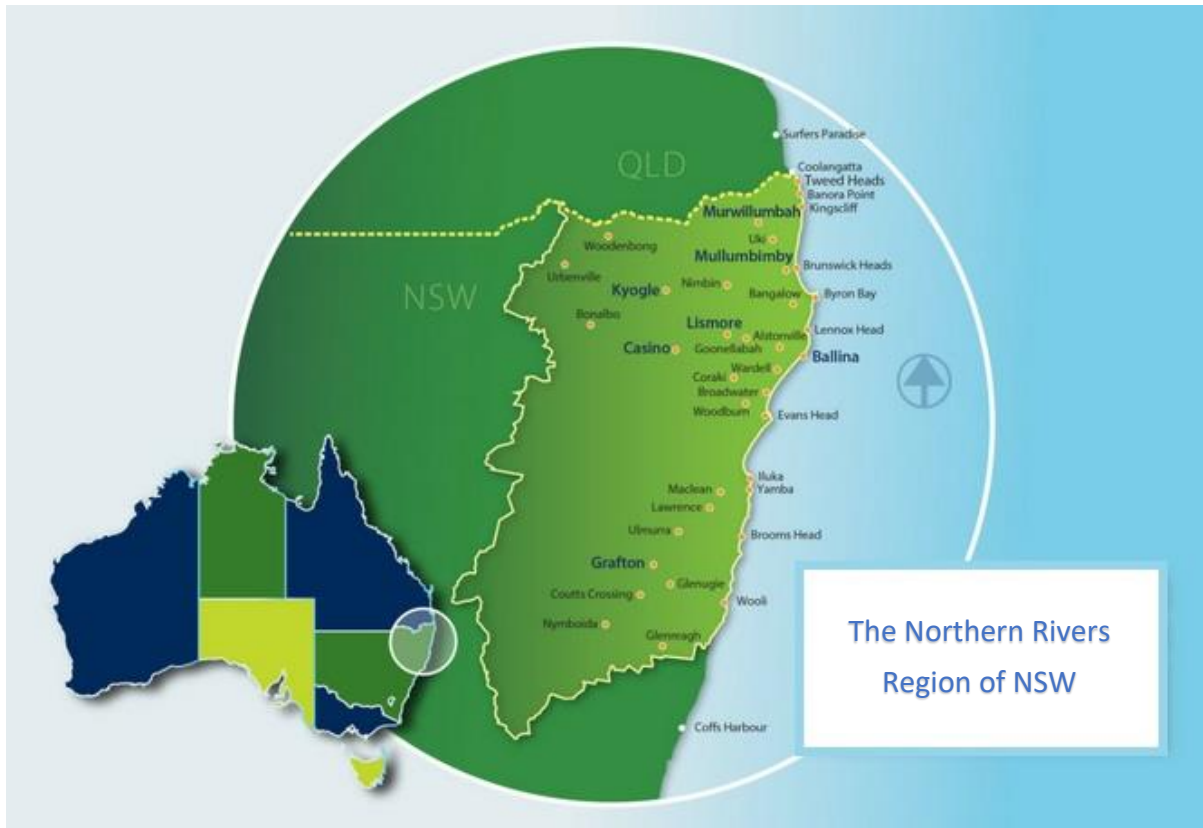 Surfers Paradise
QLD
Coolangatta
Tweed Heads
Banora Point
Kingscliff
Murwillumbah
Woodenbong
Uki
Mullumbimby
Brunswick Heads
Urbenville
NSW
Kyogle
Nimbin
Bangalow
Byron Bay
Bonalbo
Lismore
Alstonville
Lennox Head
Casino
Goonellabah
Ballina
Wardell
Coraki
Broadwater
Woodburn
Evans Head
Iluka
Maclean
Yamba
Lawrence
Ulmarra
Brooms Head
Grafton
Glenugie
Coutts Crossing
Wooli
Nymboida
Glenreagh
The Northern Rivers
Region of NSW
Coffs Harbour